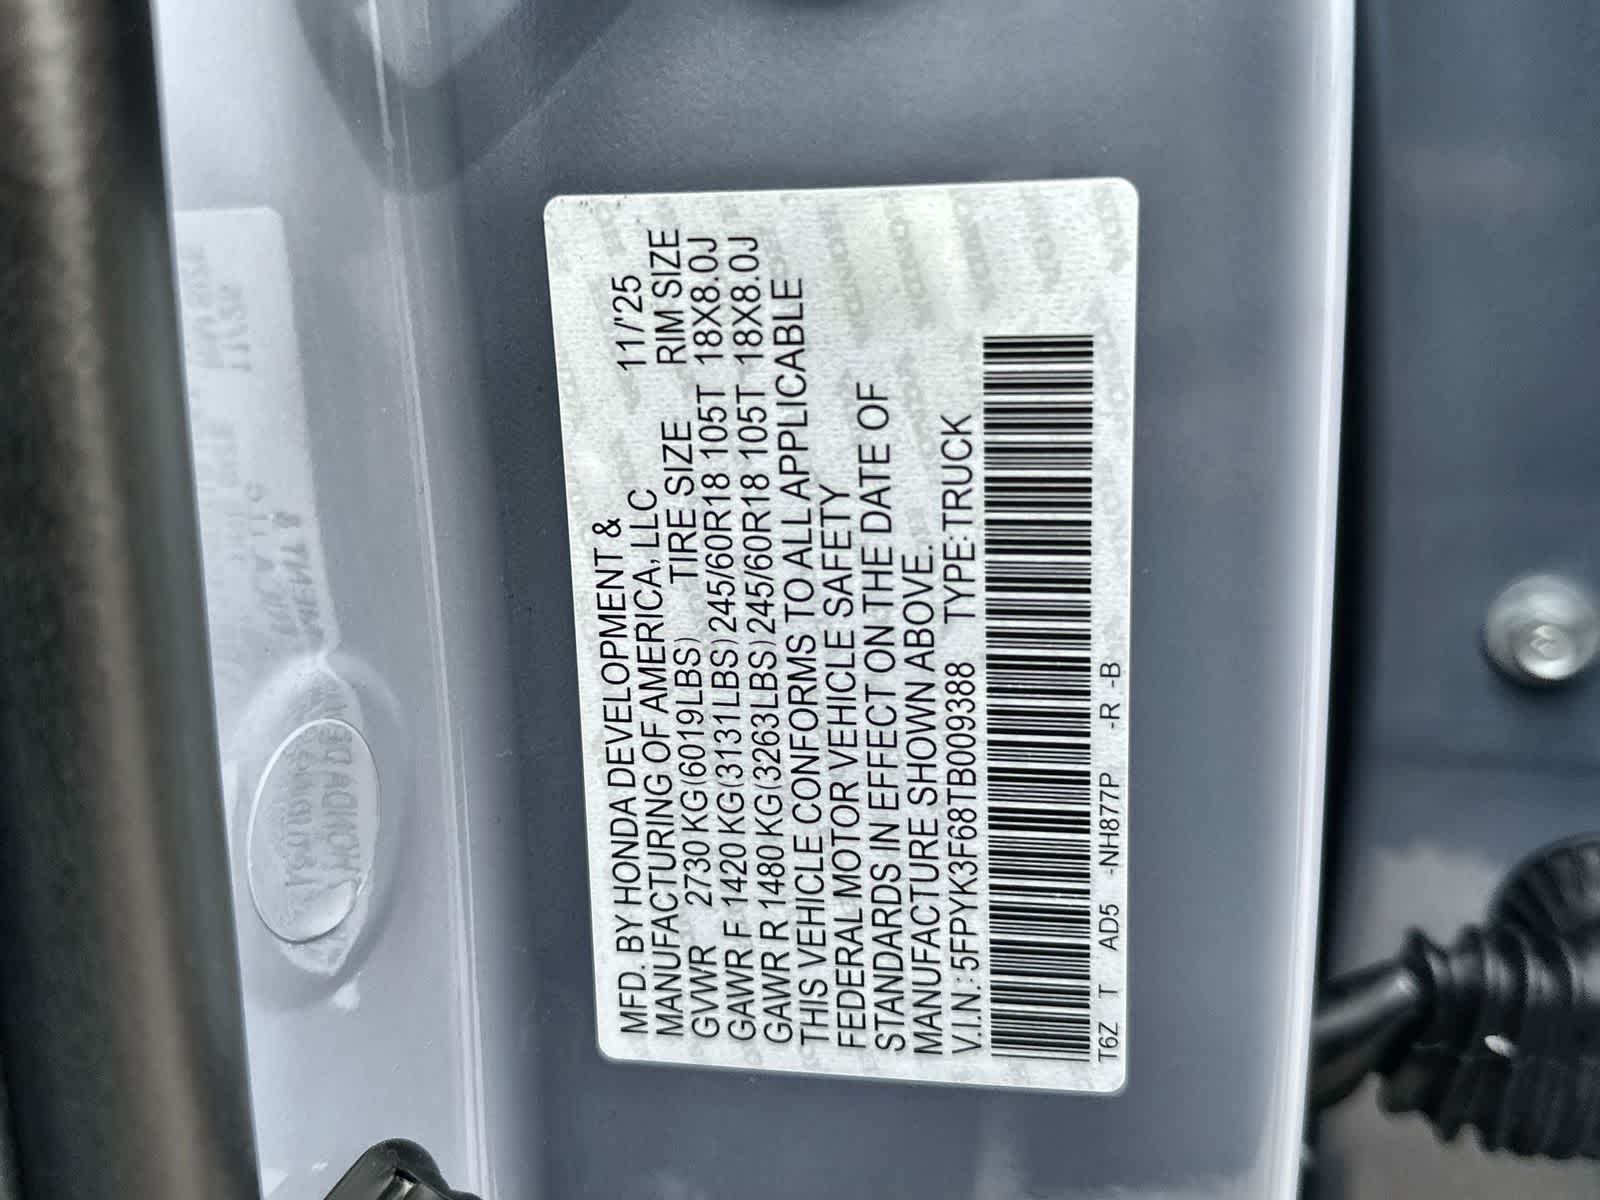 MFD. BY HONDA DEVELOPMENT &
MANUFACTURING OF AMERICA, LLC 11/'25
GVWR 2730 KG (6019LBS) TIRE SIZE RIM SIZE
GAWR F 1420 KG (3131LBS) 245/60R18 105T 18X8.0J
GAWR R 1480 KG (3263LBS) 245/60R18 105T 18X8.0J
THIS VEHICLE CONFORMS TO ALL APPLICABLE
FEDERAL MOTOR VEHICLE SAFETY
STANDARDS IN EFFECT ON THE DATE OF
MANUFACTURE SHOWN ABOVE.
V.I.N.: 5FPYK3F68TB009388 TYPE: TRUCK
T6Z T AD5 -NH877P -R -B